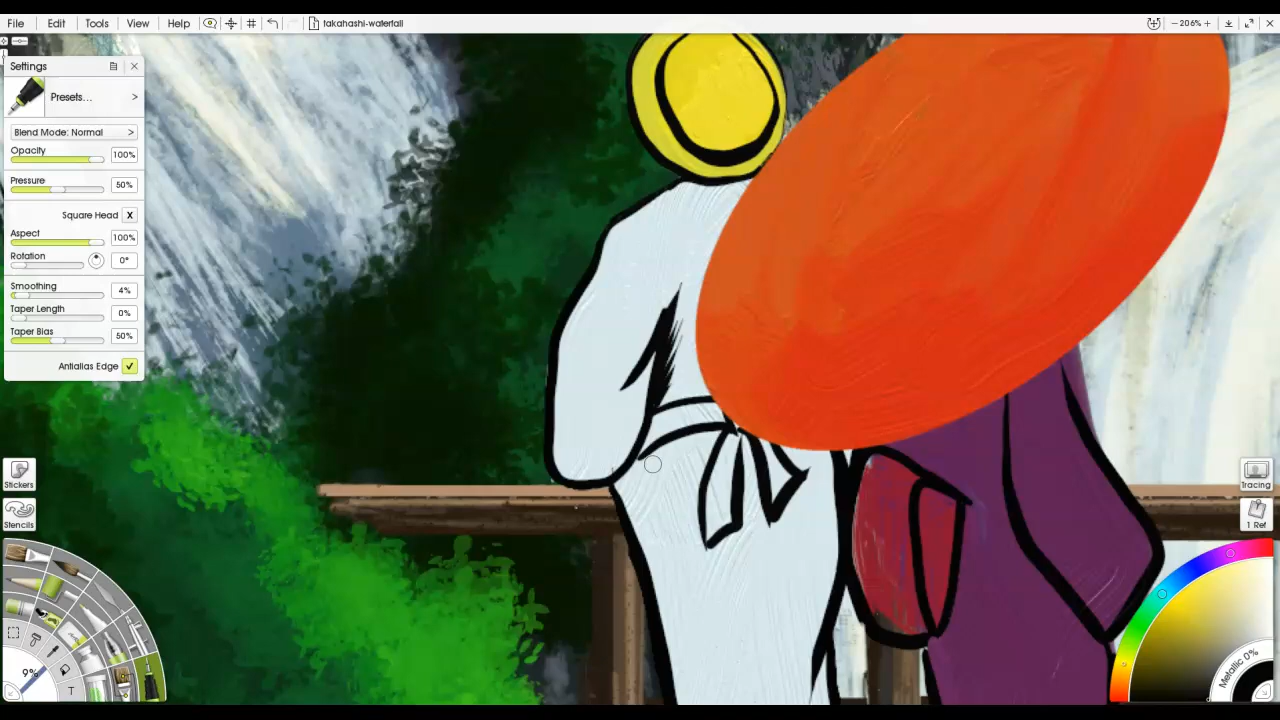 File Edit Tools View Help takahashi-waterfall −206%+
Settings
Presets... >
Blend Mode: Normal >
Opacity 100%
Pressure 50%
Square Head X
Aspect 100%
Rotation 0°
Smoothing 4%
Taper Length 0%
Taper Bias 50%
Antialias Edge ✓
Stickers
Stencils
Tracing
1 Ref
9%
T
Metallic 0%